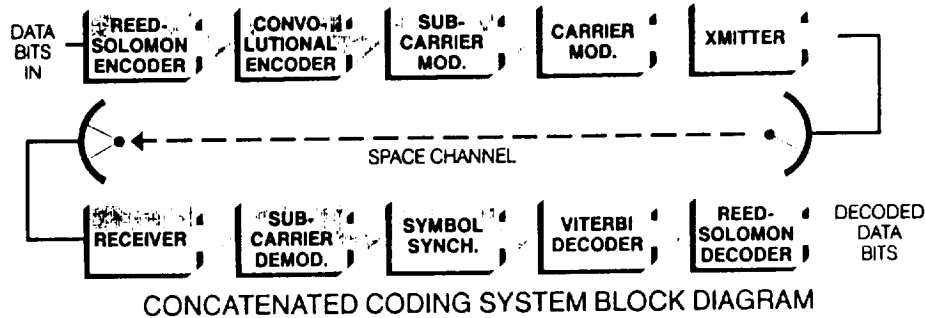 DATA
BITS
IN
REED-
SOLOMON
ENCODER
CONVO-
LUTIONAL
ENCODER
SUB-
CARRIER
MOD.
CARRIER
MOD.
XMITTER
SPACE CHANNEL
RECEIVER
SUB-
CARRIER
DEMOD.
SYMBOL
SYNCH.
VITERBI
DECODER
REED-
SOLOMON
DECODER
DECODED
DATA
BITS
CONCATENATED CODING SYSTEM BLOCK DIAGRAM